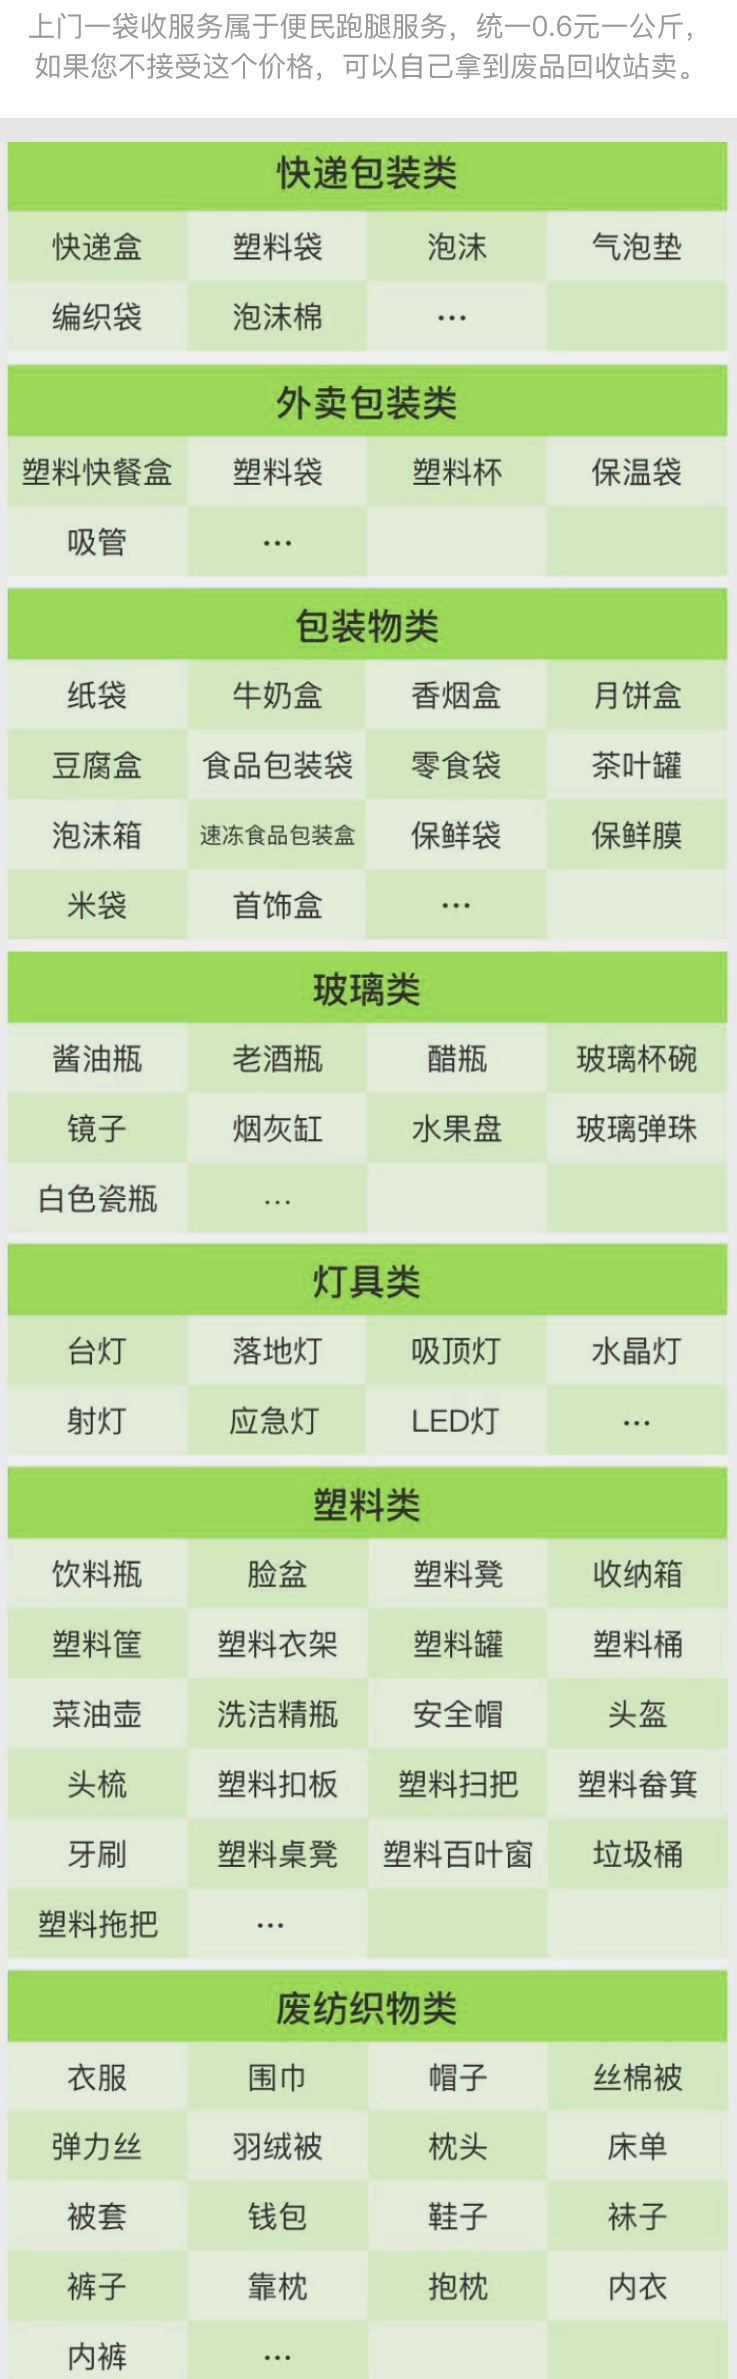 上门一袋收服务属于便民跑腿服务，统一0.6元一公斤，
如果您不接受这个价格，可以自己拿到废品回收站卖。
快递包装类
快递盒 塑料袋 泡沫 气泡垫
编织袋 泡沫棉 …
外卖包装类
塑料快餐盒 塑料袋 塑料杯 保温袋
吸管 …
包装物类
纸袋 牛奶盒 香烟盒 月饼盒
豆腐盒 食品包装袋 零食袋 茶叶罐
泡沫箱 速冻食品包装盒 保鲜袋 保鲜膜
米袋 首饰盒 …
玻璃类
酱油瓶 老酒瓶 醋瓶 玻璃杯碗
镜子 烟灰缸 水果盘 玻璃弹珠
白色瓷瓶 …
灯具类
台灯 落地灯 吸顶灯 水晶灯
射灯 应急灯 LED灯 …
塑料类
饮料瓶 脸盆 塑料凳 收纳箱
塑料筐 塑料衣架 塑料罐 塑料桶
菜油壶 洗洁精瓶 安全帽 头盔
头梳 塑料扣板 塑料扫把 塑料畚箕
牙刷 塑料桌凳 塑料百叶窗 垃圾桶
塑料拖把 …
废纺织物类
衣服 围巾 帽子 丝棉被
弹力丝 羽绒被 枕头 床单
被套 钱包 鞋子 袜子
裤子 靠枕 抱枕 内衣
内裤 …